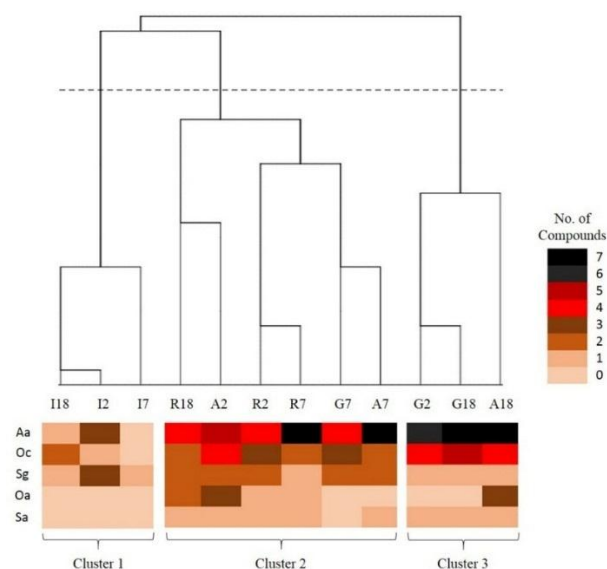 No. of
Compounds
7
6
5
4
3
2
1
0
I18 I2 I7 R18 A2 R2 R7 G7 A7 G2 G18 A18
Aa
Oc
Sg
Oa
Sa
Cluster 1 Cluster 2 Cluster 3